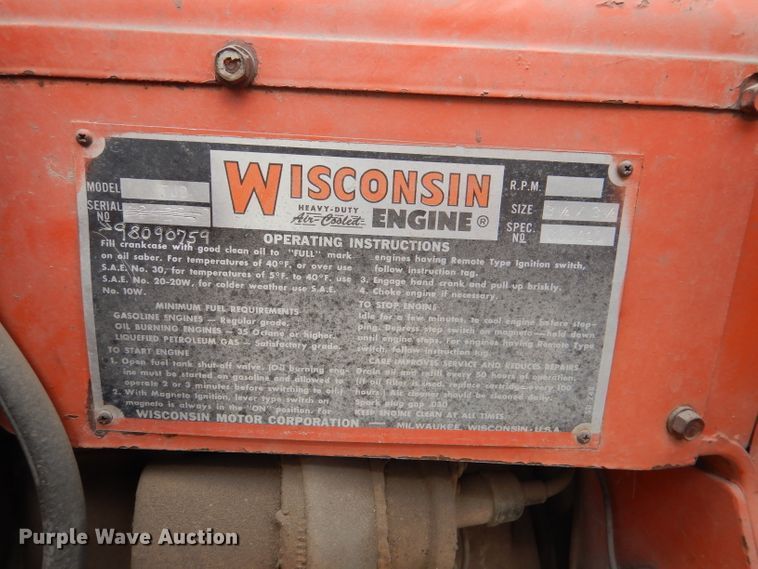 MODEL TJD
WISCONSIN
HEAVY-DUTY
Air-Cooled ENGINE ®
R.P.M.
SERIAL NO
SIZE
SPEC. NO
98090759
OPERATING INSTRUCTIONS
Fill crankcase with good clean oil to "FULL" mark
on oil saber. For temperatures of 40°F. or over use
S.A.E. No. 30, for temperatures of 5°F. to 40°F. use
S.A.E. No. 20-20W, for colder weather use S.A.E.
No. 10W.
MINIMUM FUEL REQUIREMENTS
GASOLINE ENGINES — Regular grade.
OIL BURNING ENGINES — 35 Octane or higher.
LIQUEFIED PETROLEUM GAS — Satisfactory grade.
TO START ENGINE
1. Open fuel tank shut-off valve. (Oil burning eng-
ine must be started on gasoline and allowed to
operate 2 or 3 minutes before switching to oil)
2. With Magneto Ignition, lever type switch on
magneto is always in the "ON" position. For
engines having Remote Type Ignition switch,
follow instruction tag.
3. Engage hand crank and pull up briskly.
4. Choke engine if necessary.
TO STOP ENGINE
Idle for a few minutes, to cool engine before stop-
ping. Depress stop switch on magneto—hold down
until engine stops. For engines having Remote Type
switch, follow instruction tag.
CARE IMPROVES SERVICE AND REDUCES REPAIRS
Drain oil and refill every 50 hours of operation.
(If oil filter is used, replace cartridge—every 100
hours.) Air cleaner should be cleaned daily.
Spark plug gap .030
KEEP ENGINE CLEAN AT ALL TIMES
WISCONSIN MOTOR CORPORATION — MILWAUKEE, WISCONSIN - U.S.A.
Purple Wave Auction